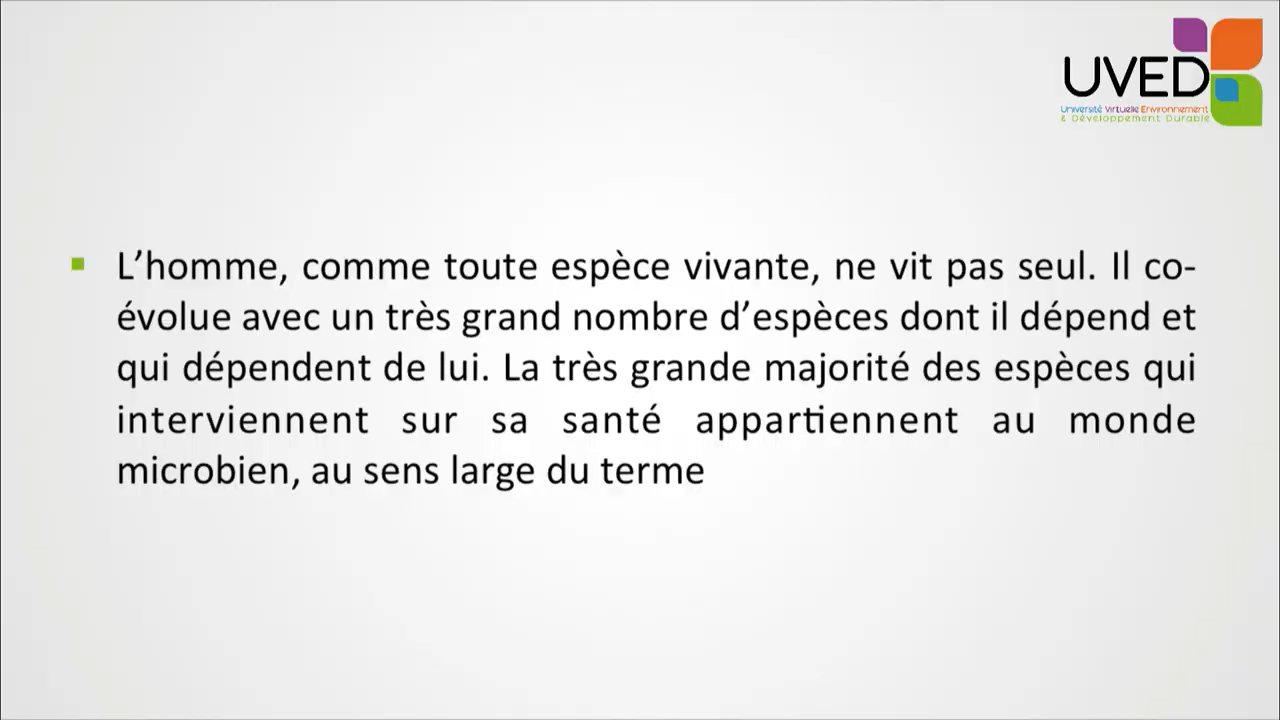 UVED
Université Virtuelle Environnement
& Développement Durable
L’homme, comme toute espèce vivante, ne vit pas seul. Il co-
évolue avec un très grand nombre d’espèces dont il dépend et
qui dépendent de lui. La très grande majorité des espèces qui
interviennent sur sa santé appartiennent au monde
microbien, au sens large du terme